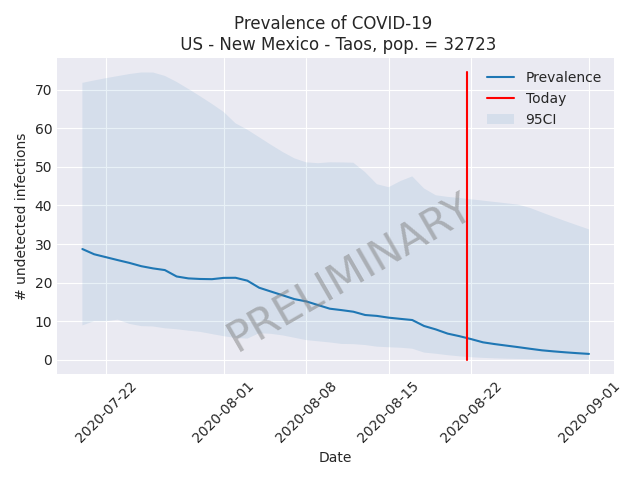 Prevalence of COVID-19
US - New Mexico - Taos, pop. = 32723
# undetected infections
70
60
50
40
30
20
10
0
Prevalence
Today
95CI
PRELIMINARY
2020-07-22
2020-08-01
2020-08-08
2020-08-15
2020-08-22
2020-09-01
Date